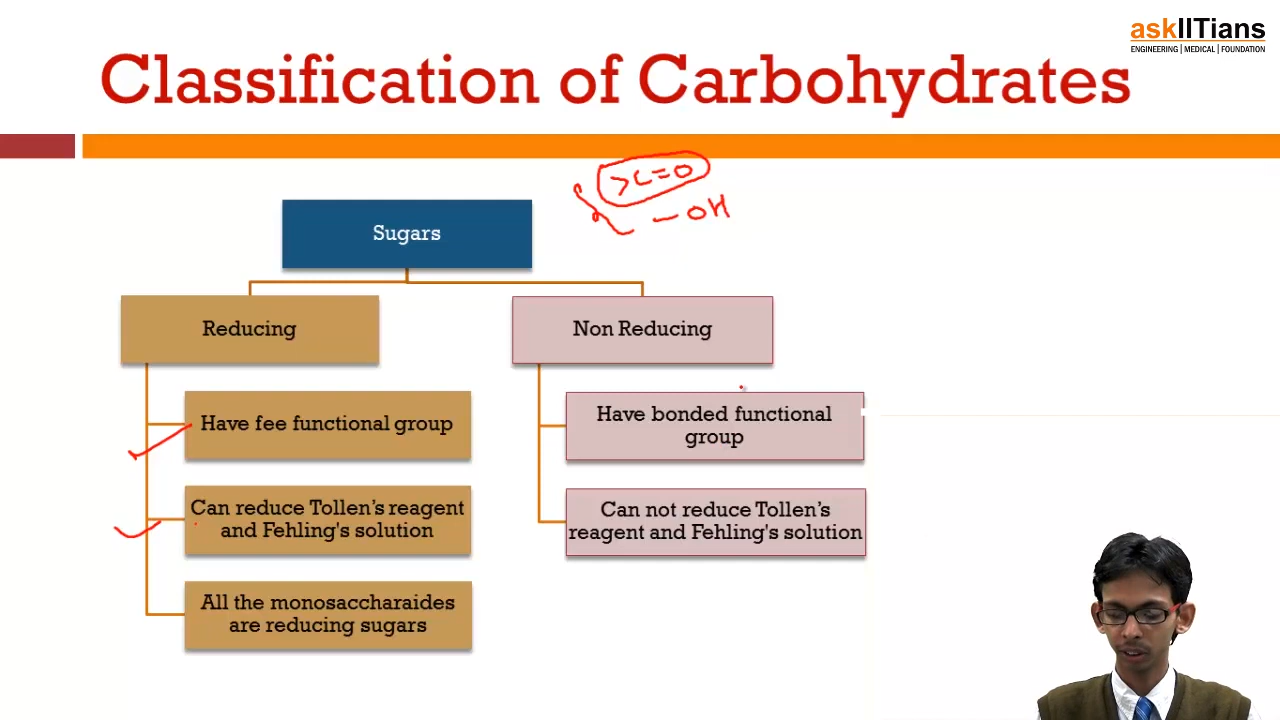 askIITians
ENGINEERING | MEDICAL | FOUNDATION
Classification of Carbohydrates
>C=O
-OH
Sugars
Reducing
Non Reducing
Have fee functional group
Have bonded functional
group
Can reduce Tollen's reagent
and Fehling's solution
Can not reduce Tollen's
reagent and Fehling's solution
All the monosaccharaides
are reducing sugars